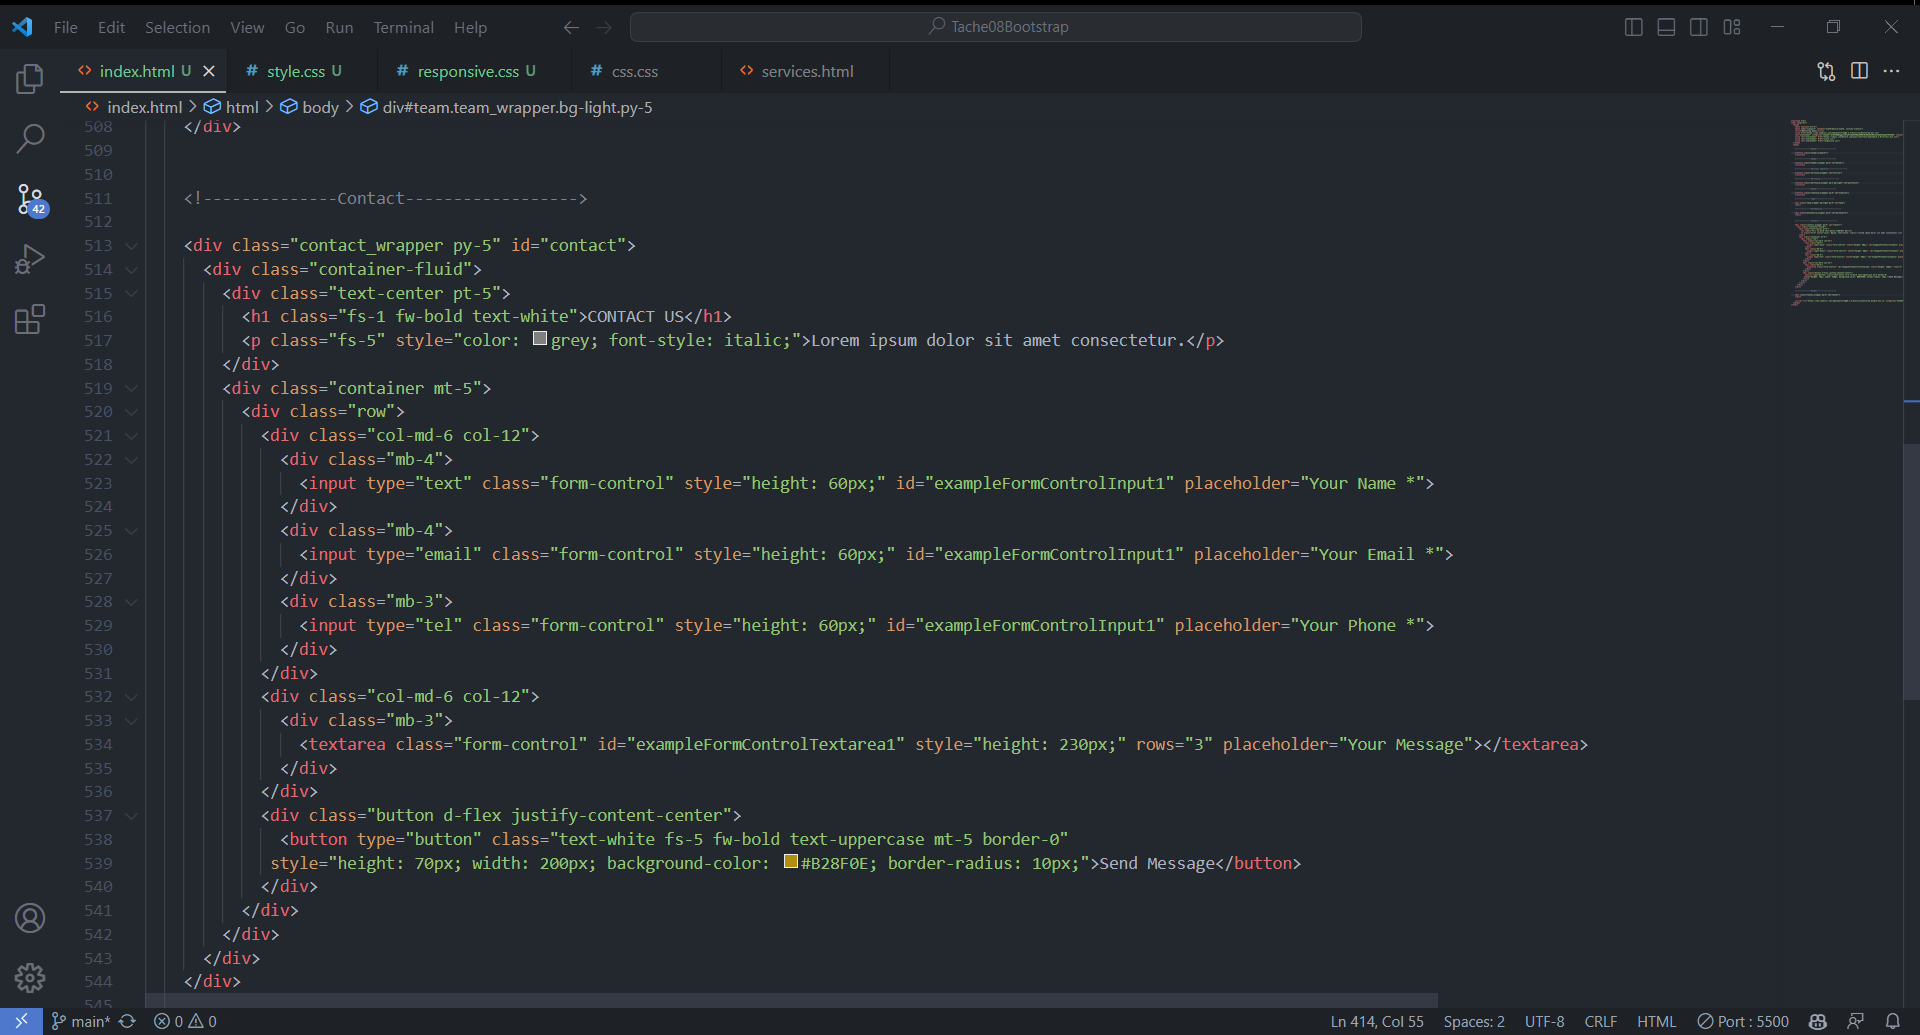 File Edit Selection View Go Run Terminal Help Tache08Bootstrap
index.html U style.css U responsive.css U css.css services.html
index.html html body div#team.team_wrapper.bg-light.py-5
508 </div>
509
510
511 <!--------------Contact------------------>
512
513 <div class="contact_wrapper py-5" id="contact">
514 <div class="container-fluid">
515 <div class="text-center pt-5">
516 <h1 class="fs-1 fw-bold text-white">CONTACT US</h1>
517 <p class="fs-5" style="color: grey; font-style: italic;">Lorem ipsum dolor sit amet consectetur.</p>
518 </div>
519 <div class="container mt-5">
520 <div class="row">
521 <div class="col-md-6 col-12">
522 <div class="mb-4">
523 <input type="text" class="form-control" style="height: 60px;" id="exampleFormControlInput1" placeholder="Your Name *">
524 </div>
525 <div class="mb-4">
526 <input type="email" class="form-control" style="height: 60px;" id="exampleFormControlInput1" placeholder="Your Email *">
527 </div>
528 <div class="mb-3">
529 <input type="tel" class="form-control" style="height: 60px;" id="exampleFormControlInput1" placeholder="Your Phone *">
530 </div>
531 </div>
532 <div class="col-md-6 col-12">
533 <div class="mb-3">
534 <textarea class="form-control" id="exampleFormControlTextarea1" style="height: 230px;" rows="3" placeholder="Your Message"></textarea>
535 </div>
536 </div>
537 <div class="button d-flex justify-content-center">
538 <button type="button" class="text-white fs-5 fw-bold text-uppercase mt-5 border-0"
539 style="height: 70px; width: 200px; background-color: #B28F0E; border-radius: 10px;">Send Message</button>
540 </div>
541 </div>
542 </div>
543 </div>
544 </div>
545
42
main* 0 0 Ln 414, Col 55 Spaces: 2 UTF-8 CRLF HTML Port : 5500